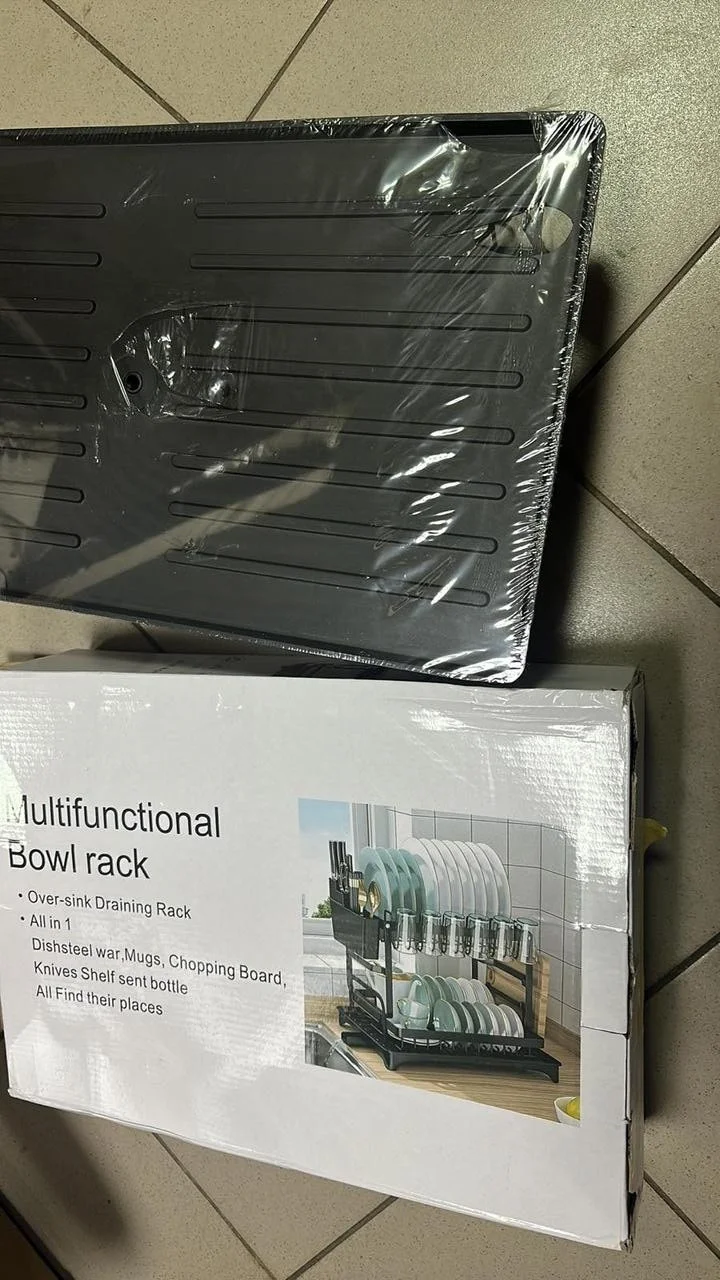 Multifunctional
Bowl rack
• Over-sink Draining Rack
• All in 1
Dishsteel war,Mugs, Chopping Board,
Knives Shelf sent bottle
All Find their places